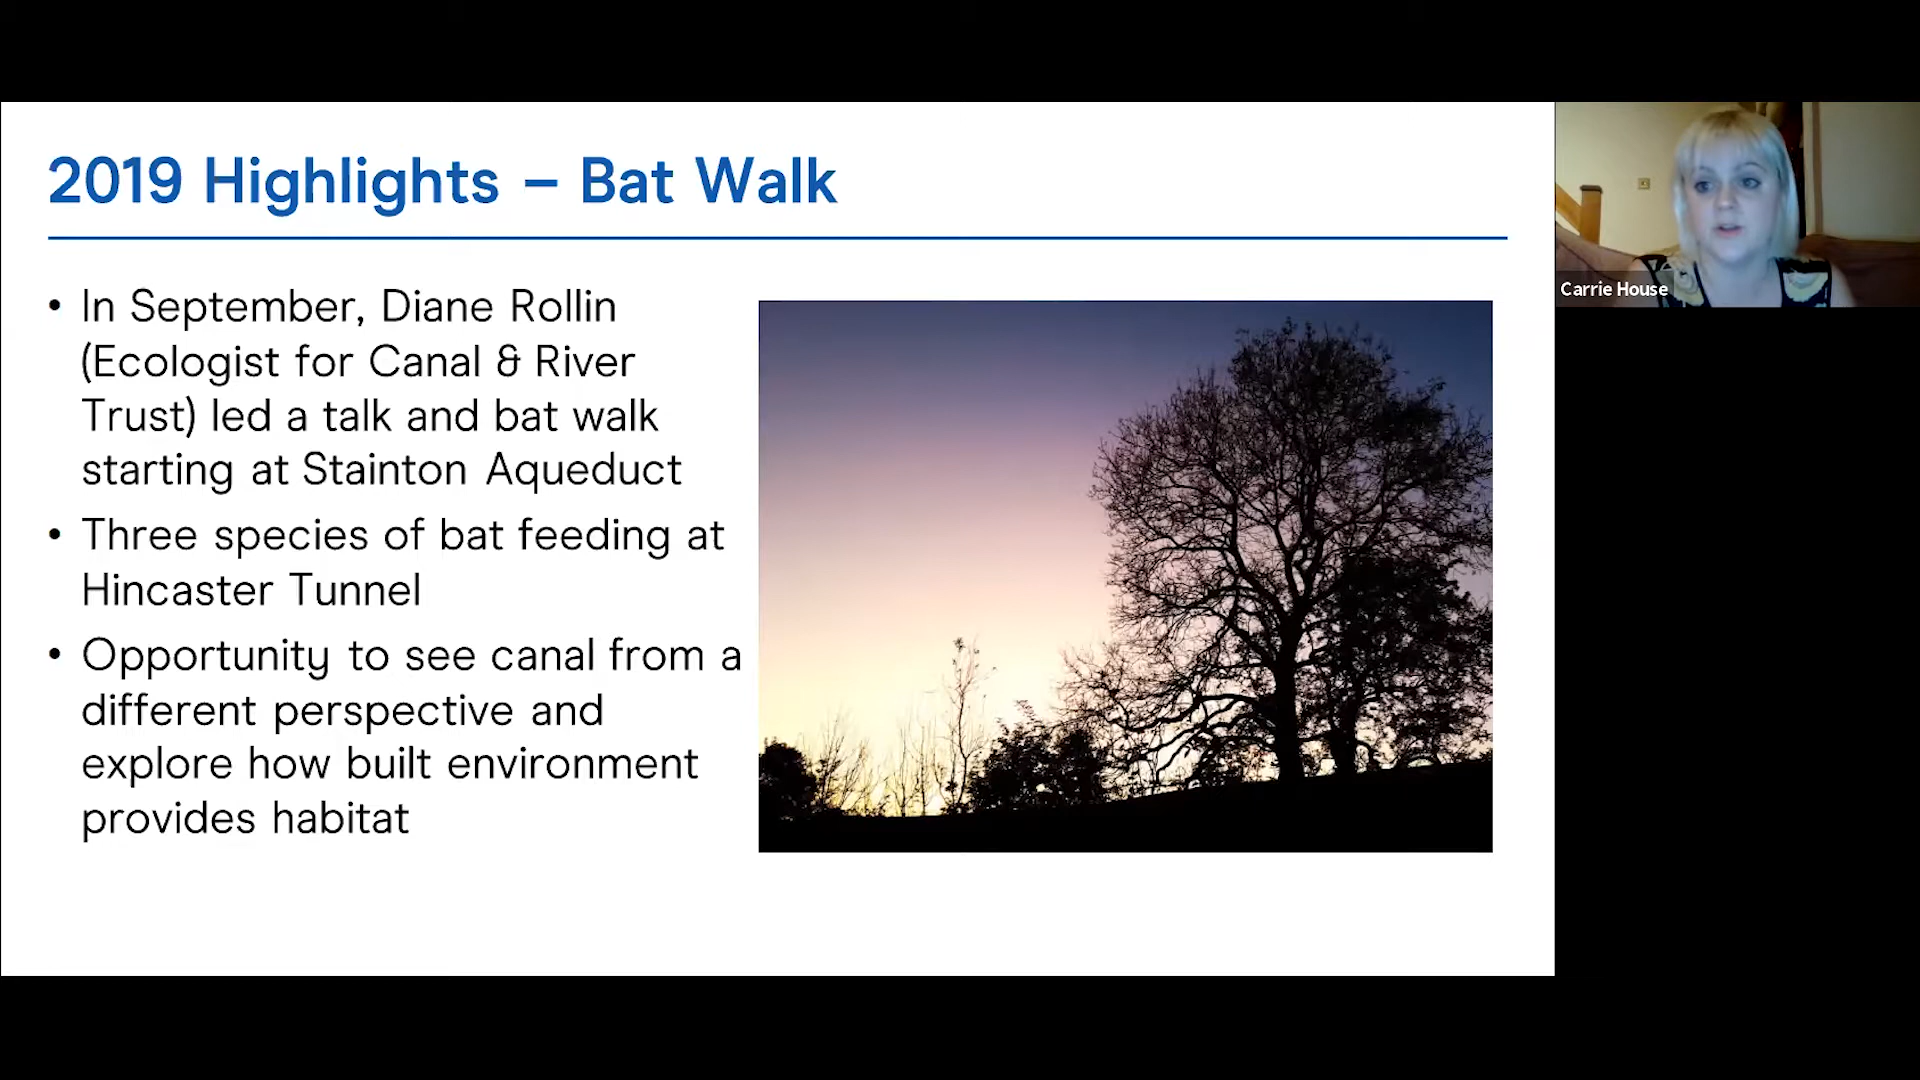 2019 Highlights – Bat Walk
• In September, Diane Rollin
(Ecologist for Canal & River
Trust) led a talk and bat walk
starting at Stainton Aqueduct
• Three species of bat feeding at
Hincaster Tunnel
• Opportunity to see canal from a
different perspective and
explore how built environment
provides habitat
Carrie House